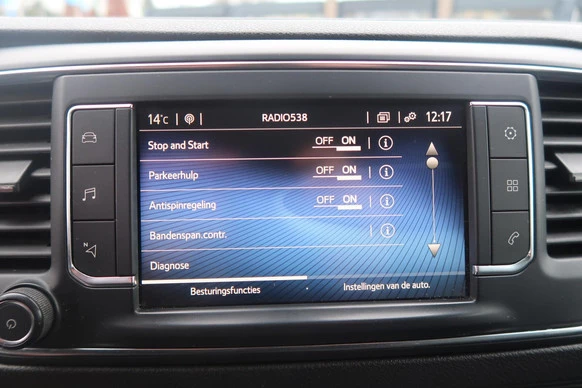 14°C RADIO538 12:17
Stop and Start OFF ON
Parkeerhulp OFF ON
Antispinregeling OFF ON
Bandenspan.contr.
Diagnose
Besturingsfuncties Instellingen van de auto.
N